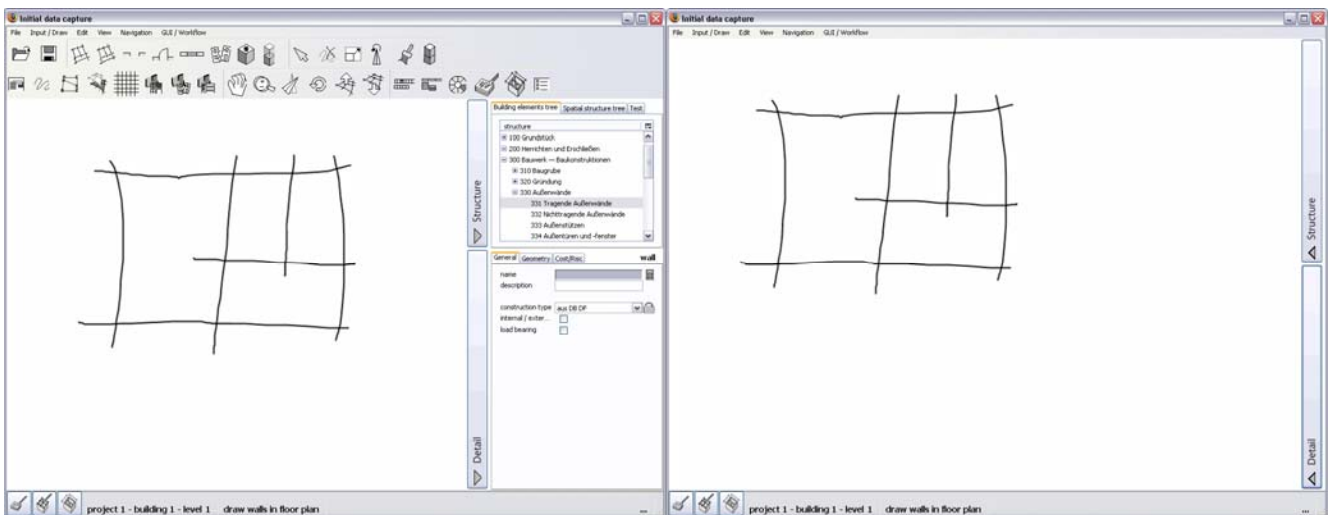 Initial data capture
File Input / Draw Edit View Navigation GUI / Workflow
Building elements tree Spatial structure tree Test
structure
100 Grundstück
200 Herrichten und Erschließen
300 Bauwerk — Baukonstruktionen
310 Baugrube
320 Gründung
330 Außenwände
331 Tragende Außenwände
332 Nichttragende Außenwände
333 Außenstützen
334 Außentüren und -fenster
Structure
General Geometry Cost/Risc wall
name
description
construction type aus DB DF
internal / exter...
load bearing
Detail
project 1 - building 1 - level 1 draw walls in floor plan ...
Initial data capture
File Input / Draw Edit View Navigation GUI / Workflow
Structure
Detail
project 1 - building 1 - level 1 draw walls in floor plan ...